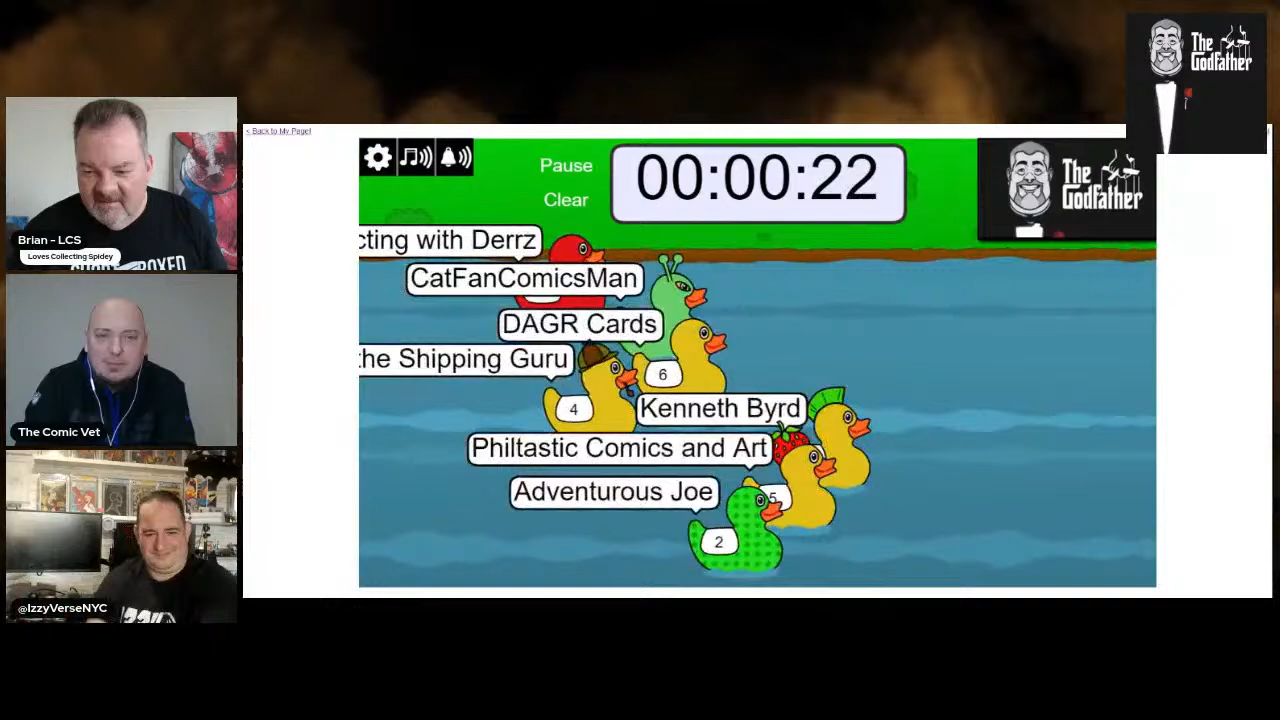 The
Godfather
< Back to My Page!
Pause
Clear
00:00:22
The
Godfather
cting with Derrz
CatFanComicsMan
DAGR Cards
the Shipping Guru
6
4
Kenneth Byrd
Philtastic Comics and Art
5
Adventurous Joe
2
Brian - LCS
Loves Collecting Spidey
The Comic Vet
@IzzyVerseNYC